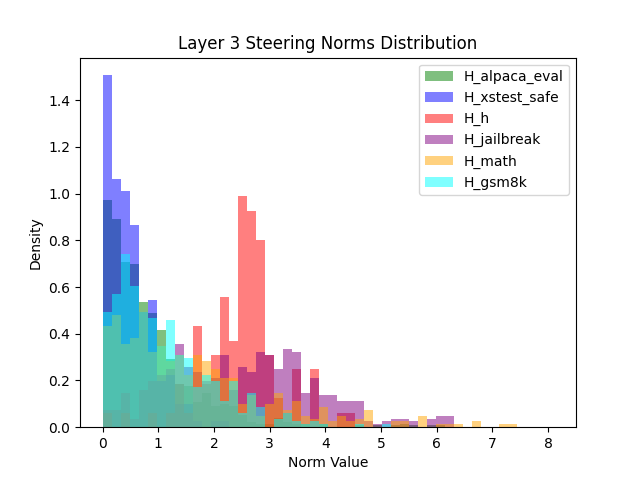 Layer 3 Steering Norms Distribution
H_alpaca_eval
H_xstest_safe
H_h
H_jailbreak
H_math
H_gsm8k
Density
1.4
1.2
1.0
0.8
0.6
0.4
0.2
0.0
0 1 2 3 4 5 6 7 8
Norm Value